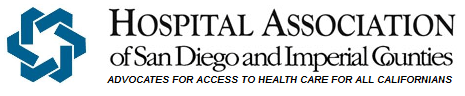 HOSPITAL ASSOCIATION
of San Diego and Imperial Counties
ADVOCATES FOR ACCESS TO HEALTH CARE FOR ALL CALIFORNIANS